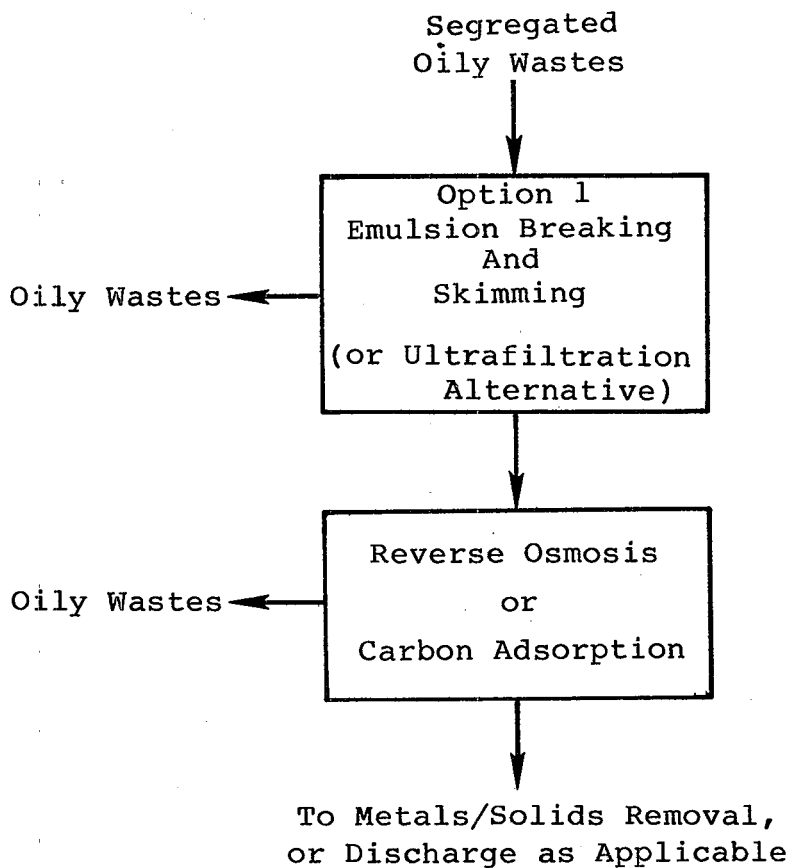 Segregated
Oily Wastes
Option 1
Emulsion Breaking
And
Skimming
(or Ultrafiltration
Alternative)
Oily Wastes
Reverse Osmosis
or
Carbon Adsorption
Oily Wastes
To Metals/Solids Removal,
or Discharge as Applicable